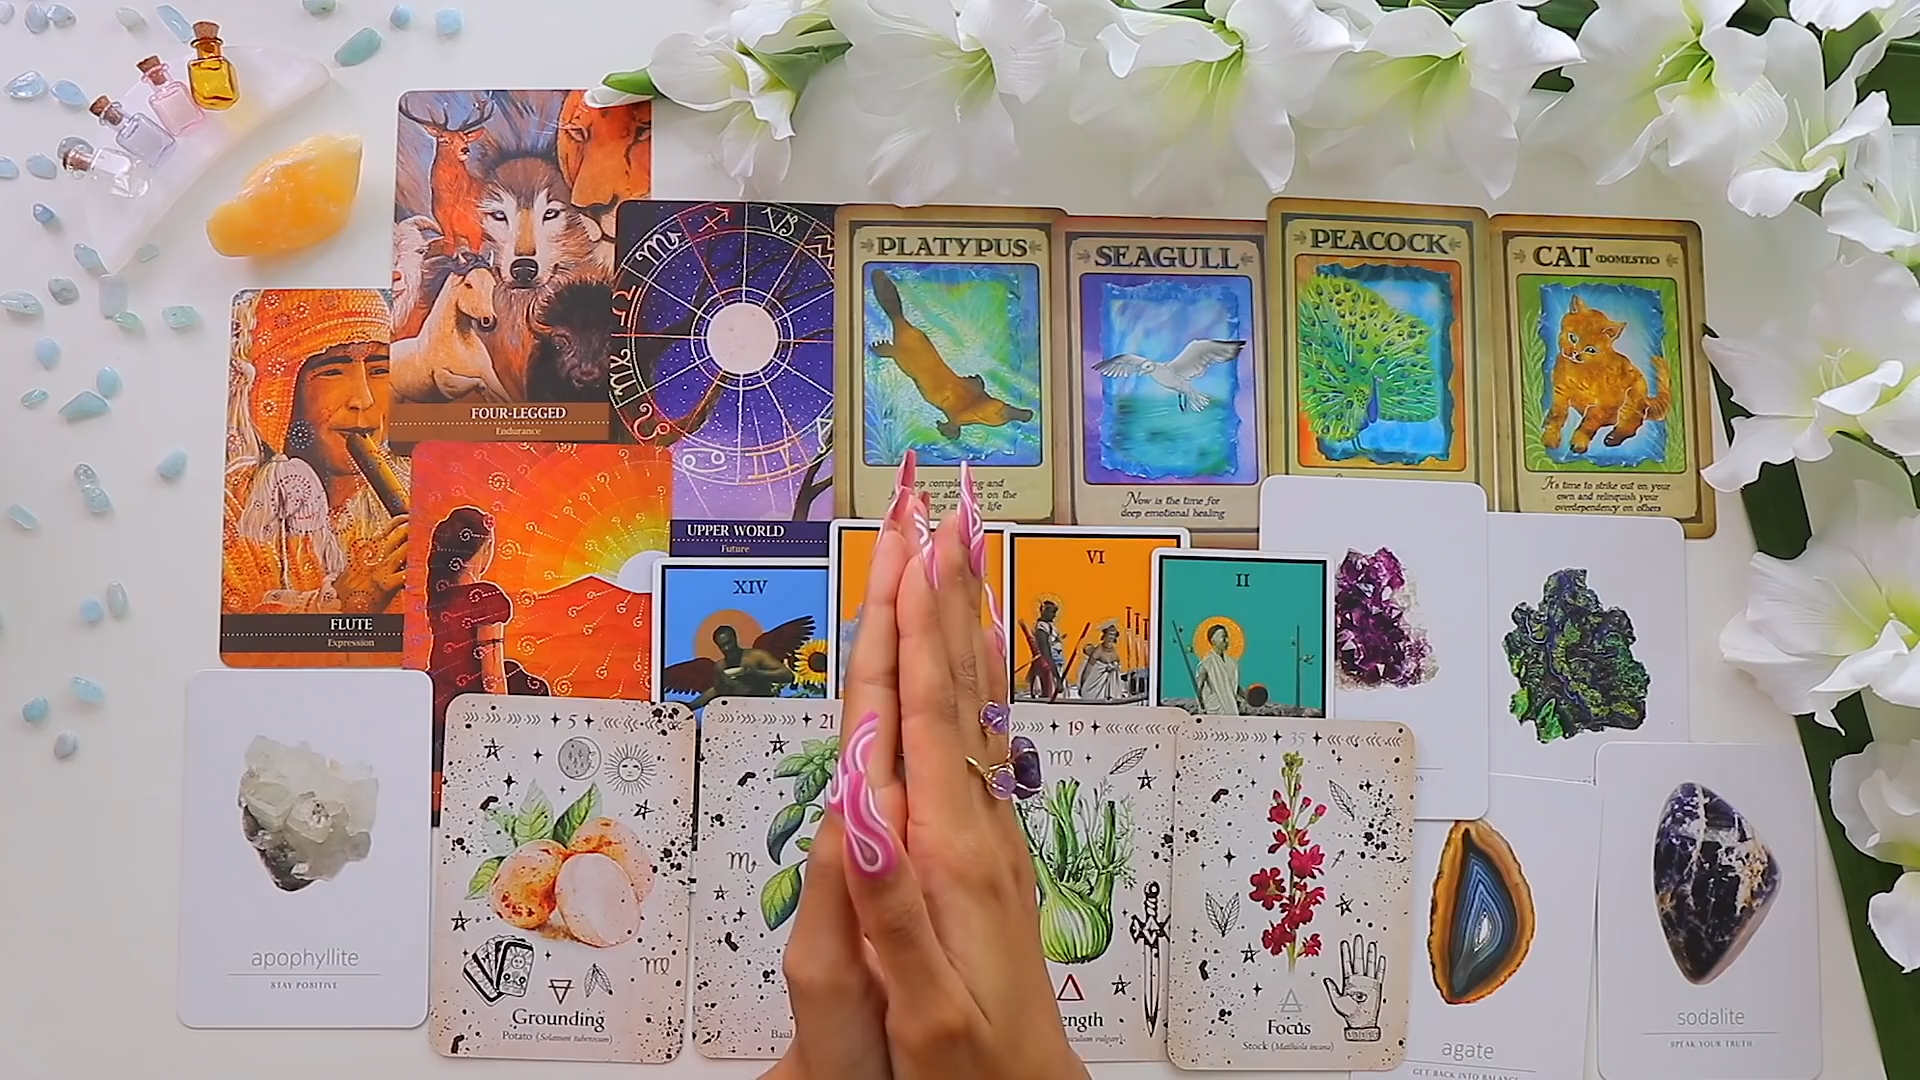 PLATYPUS
SEAGULL
PEACOCK
CAT (DOMESTIC)
FOUR-LEGGED
Endurance
Now is the time for
deep emotional healing
It's time to strike out on your
own and relinquish your
overdependency on others
UPPER WORLD
Future
FLUTE
Expression
XIV
VI
II
5
21
19
35
apophyllite
STAY POSITIVE
Grounding
Potato (Solanum tuberosum)
Focus
Stock (Matthiola incana)
agate
GET BACK INTO BALANCE
sodalite
SPEAK YOUR TRUTH